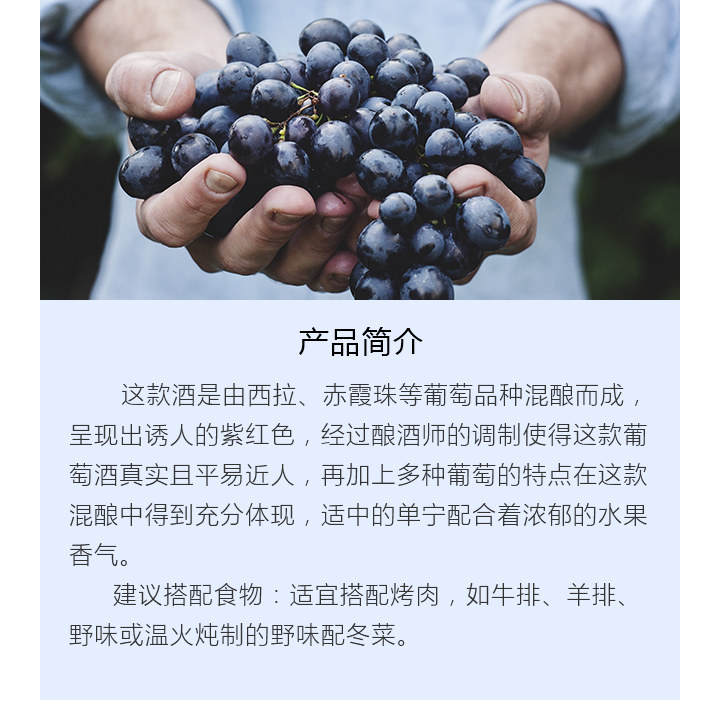 产品简介
这款酒是由西拉、赤霞珠等葡萄品种混酿而成，
呈现出诱人的紫红色，经过酿酒师的调制使得这款葡
萄酒真实且平易近人，再加上多种葡萄的特点在这款
混酿中得到充分体现，适中的单宁配合着浓郁的水果
香气。
建议搭配食物：适宜搭配烤肉，如牛排、羊排、
野味或温火炖制的野味配冬菜。